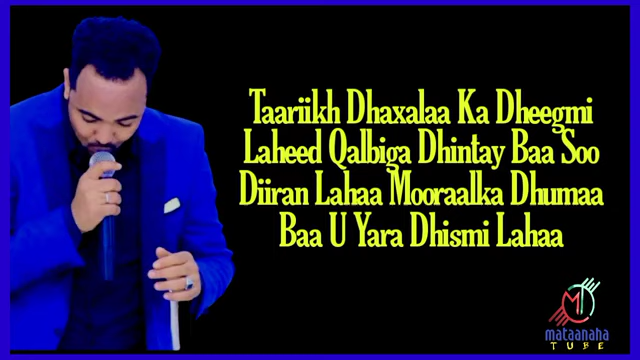 Taariikh Dhaxalaa Ka Dheegmi
Laheed Qalbiga Dhintay Baa Soo
Diiran Lahaa Mooraalka Dhumaa
Baa U Yara Dhismi Lahaa
MT
mataanaha
TUBE